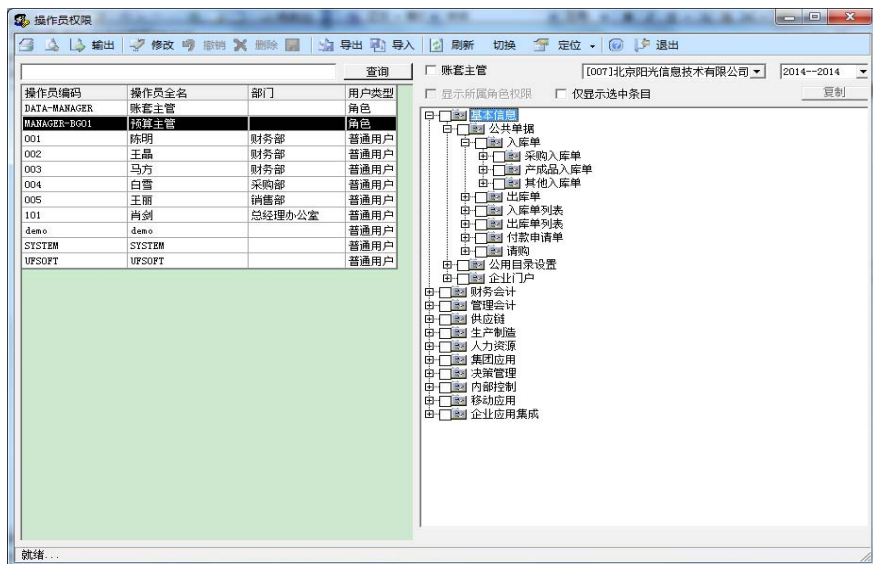 操作员权限
输出 修改 撤销 删除 导出 导入 刷新 切换 定位 退出
查询
账套主管 [007]北京阳光信息技术有限公司 2014--2014
显示所属角色权限 仅显示选中条目 复制
操作员编码 操作员全名 部门 用户类型
DATA-MANAGER 账套主管 角色
MANAGER-BG01 预算主管 角色
001 陈明 财务部 普通用户
002 王晶 财务部 普通用户
003 马方 财务部 普通用户
004 白雪 采购部 普通用户
005 王丽 销售部 普通用户
101 肖剑 总经理办公室 普通用户
demo demo 普通用户
SYSTEM SYSTEM 普通用户
UFSOFT UFSOFT 普通用户
基本信息
公共单据
入库单
采购入库单
产成品入库单
其他入库单
出库单
入库单列表
出库单列表
付款申请单
请购
公用目录设置
企业门户
财务会计
管理会计
供应链
生产制造
人力资源
集团应用
决策管理
内部控制
移动应用
企业应用集成
就绪...